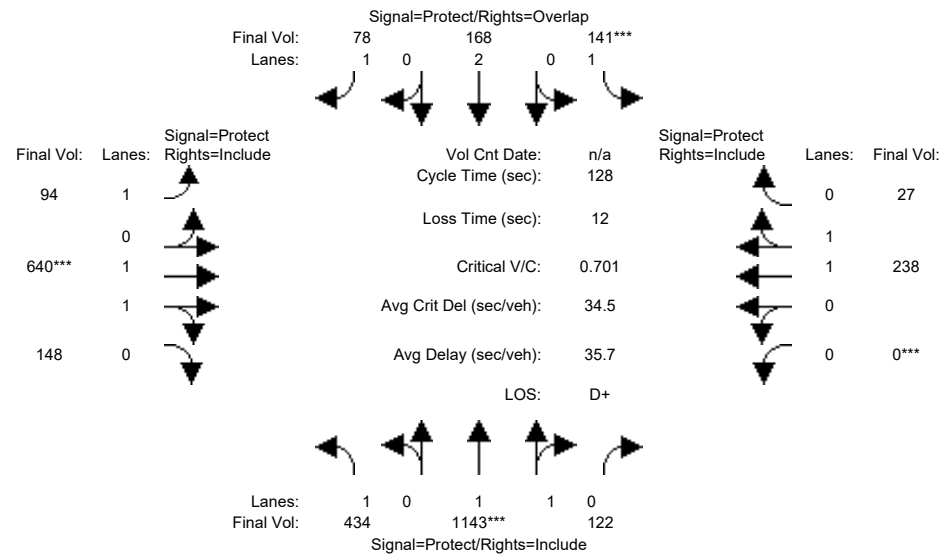 Signal=Protect/Rights=Overlap
Final Vol: 78 168 141***
Lanes: 1 0 2 0 1
Signal=Protect Signal=Protect
Final Vol: Lanes: Rights=Include Vol Cnt Date: n/a Rights=Include Lanes: Final Vol:
Cycle Time (sec): 128
94 1 0 27
Loss Time (sec): 12
0 1
640*** 1 Critical V/C: 0.701 1 238
1 Avg Crit Del (sec/veh): 34.5 0
148 0 Avg Delay (sec/veh): 35.7 0 0***
LOS: D+
Lanes: 1 0 1 1 0
Final Vol: 434 1143*** 122
Signal=Protect/Rights=Include